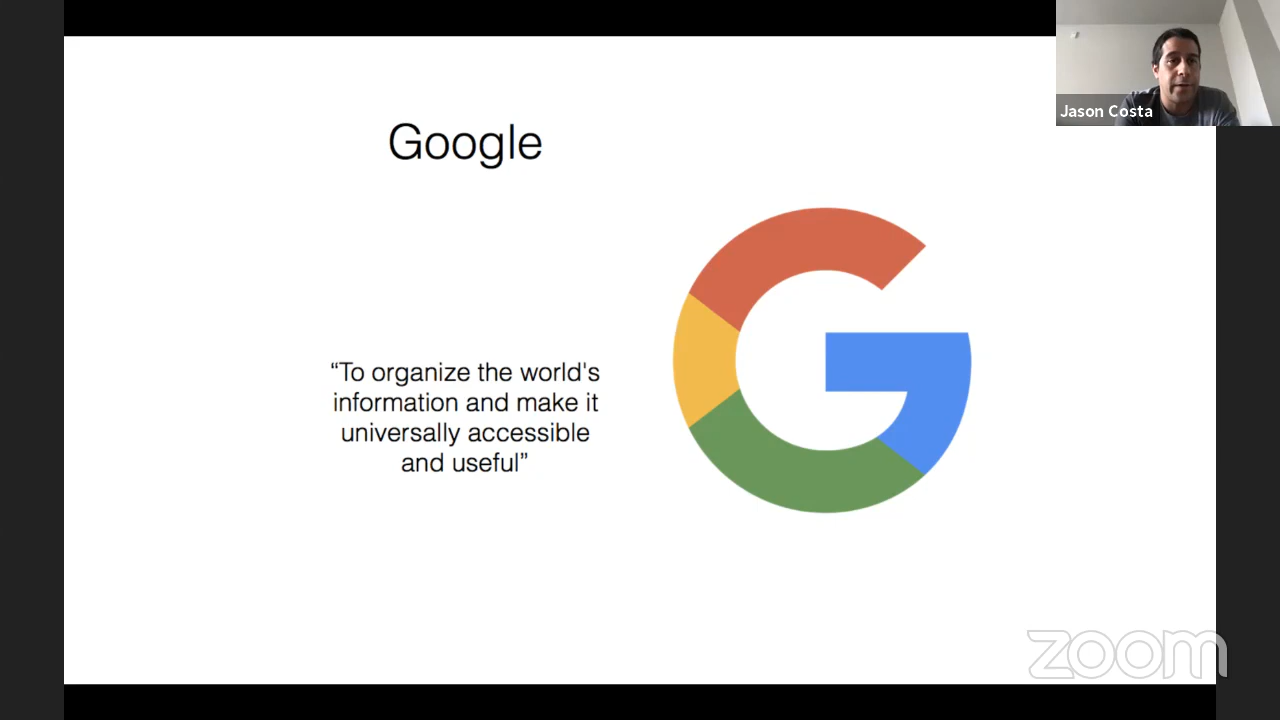 Google
“To organize the world's
information and make it
universally accessible
and useful”
Jason Costa
zoom